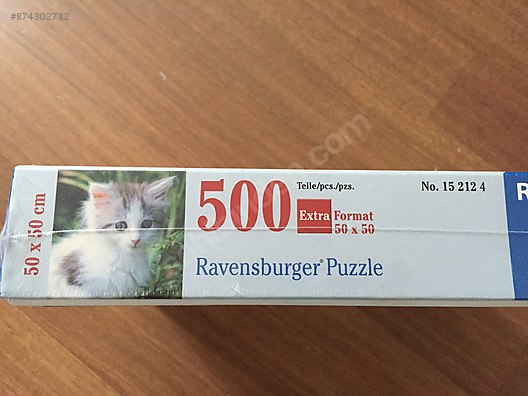 #874302782
50 x 50 cm
500
Teile/pcs./pzs.
No. 15 212 4
Extra Format
50 x 50
Ravensburger® Puzzle
R